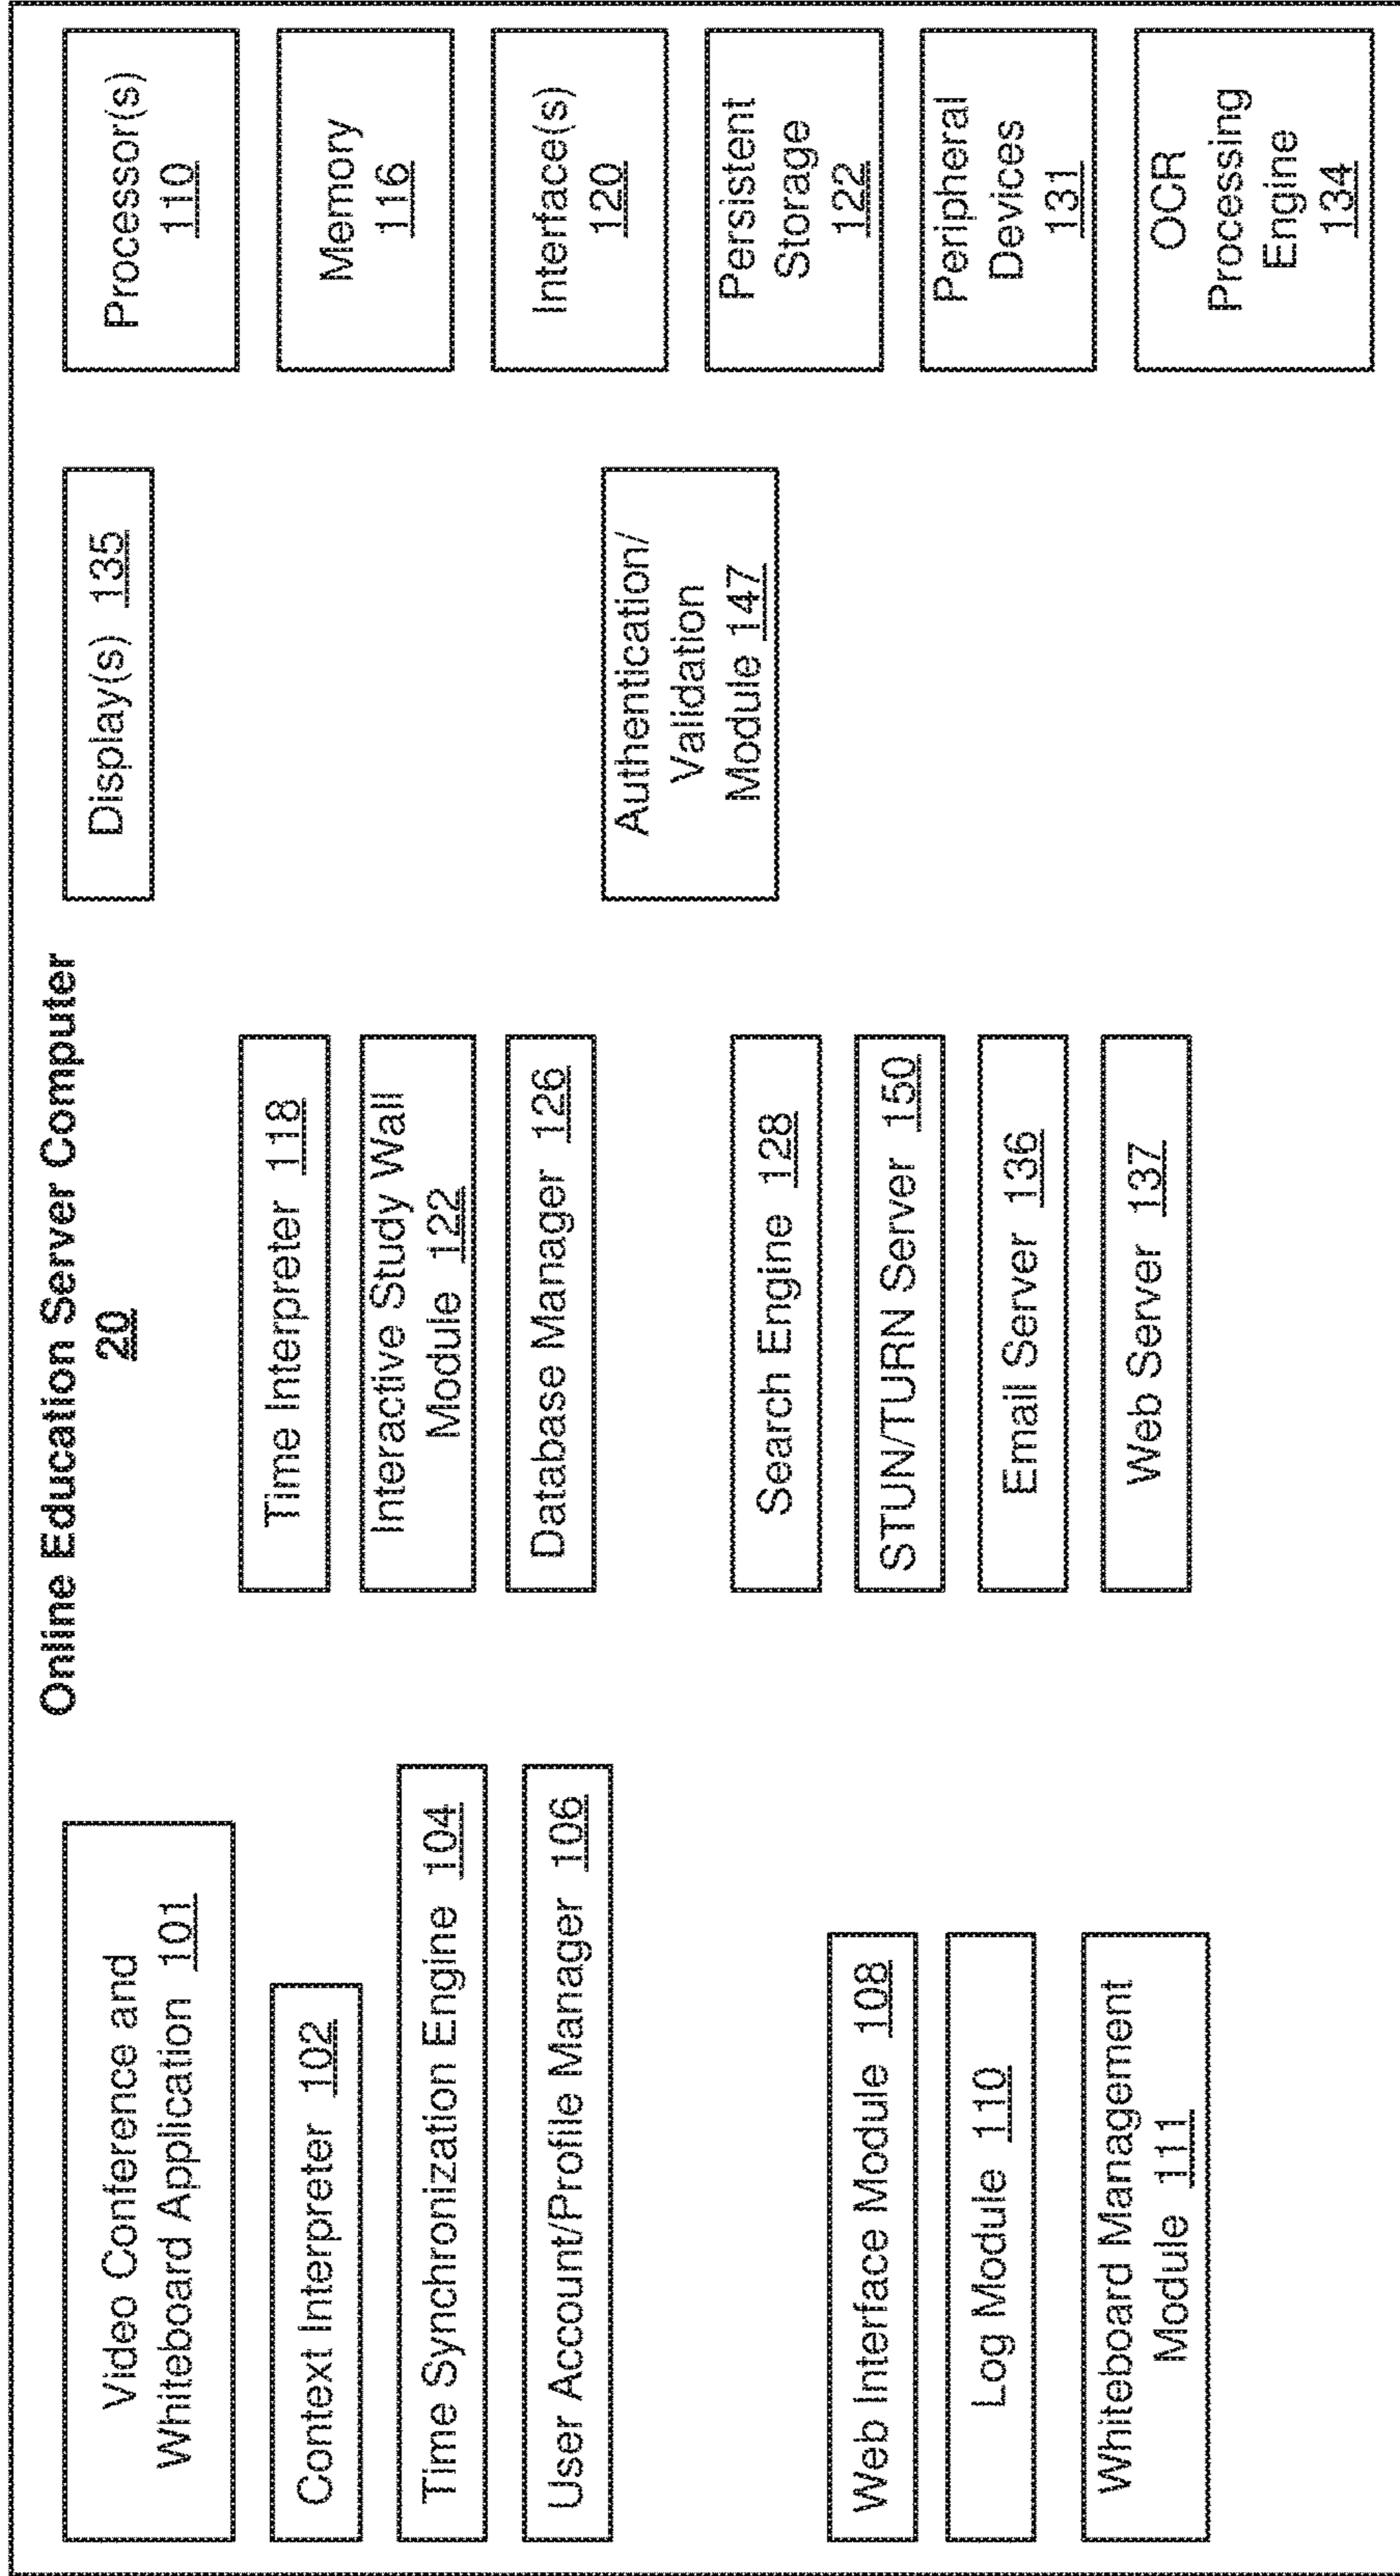 Online Education Server Computer
20
Video Conference and
Whiteboard Application 101
Context Interpreter 102
Time Synchronization Engine 104
User Account/Profile Manager 106
Web Interface Module 108
Log Module 110
Whiteboard Management
Module 111
Time Interpreter 118
Interactive Study Wall
Module 122
Database Manager 126
Search Engine 128
STUN/TURN Server 150
Email Server 136
Web Server 137
Display(s) 135
Authentication/
Validation
Module 147
Processor(s)
110
Memory
116
Interface(s)
120
Persistent
Storage
122
Peripheral
Devices
131
OCR
Processing
Engine
134